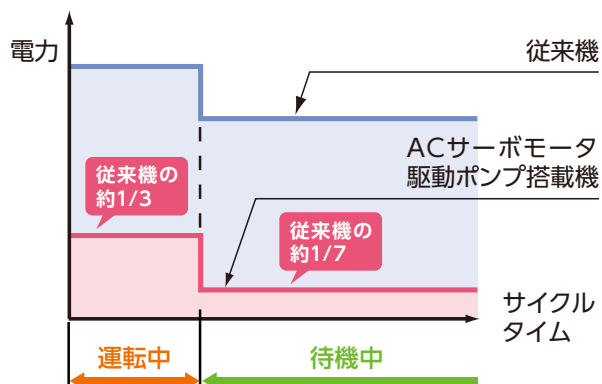 電力
従来機
ACサーボモータ
駆動ポンプ搭載機
従来機の
約1/3
従来機の
約1/7
サイクル
タイム
運転中
待機中